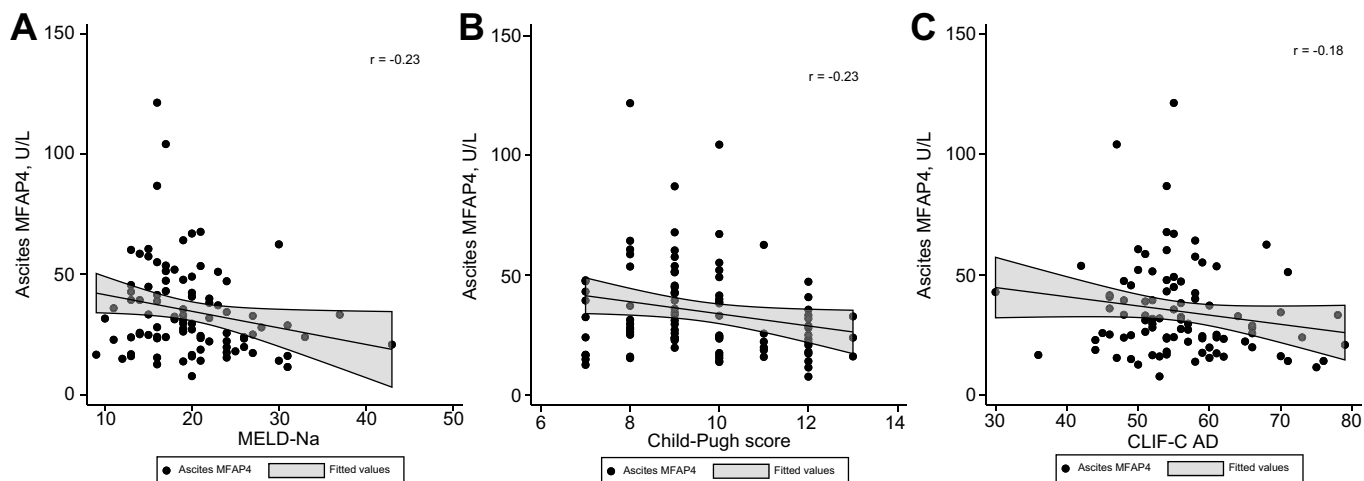 A
r = -0.23
Ascites MFAP4, U/L
150
100
50
0
10
20
30
40
50
MELD-Na
Ascites MFAP4
Fitted values
B
r = -0.23
Ascites MFAP4, U/L
150
100
50
0
6
8
10
12
14
Child-Pugh score
Ascites MFAP4
Fitted values
C
r = -0.18
Ascites MFAP4, U/L
150
100
50
0
30
40
50
60
70
80
CLIF-C AD
Ascites MFAP4
Fitted values